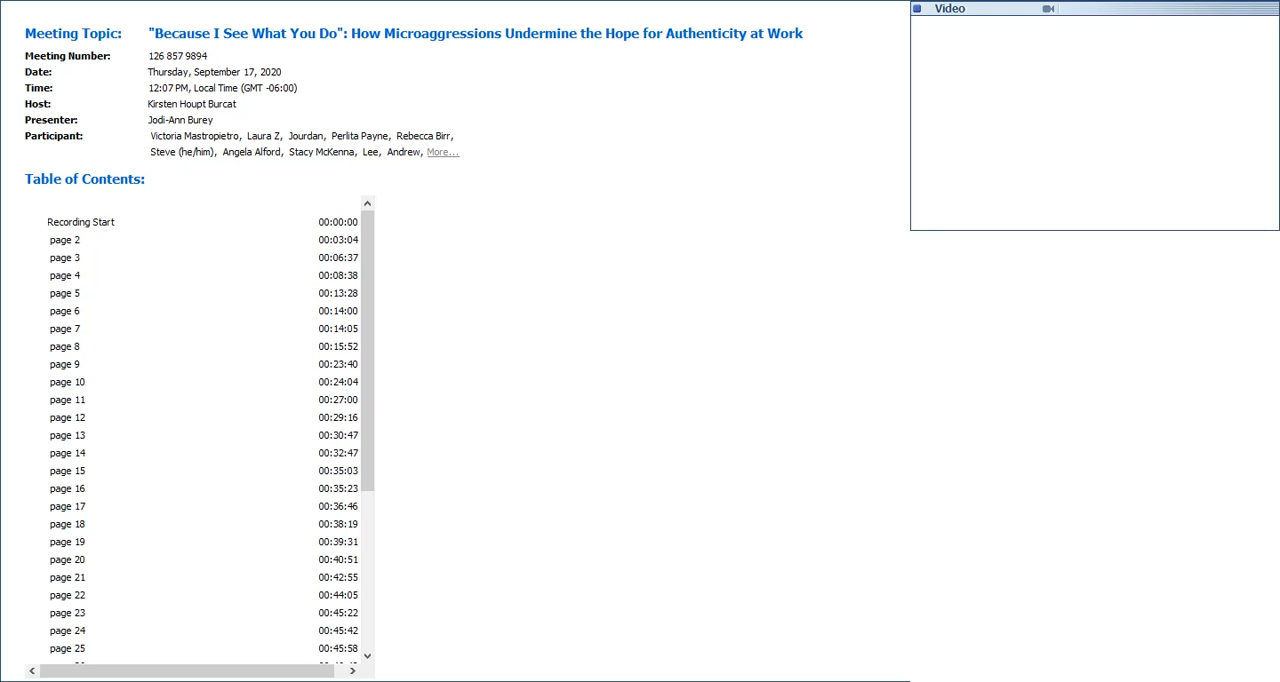 Video
Meeting Topic: "Because I See What You Do": How Microaggressions Undermine the Hope for Authenticity at Work
Meeting Number: 126 857 9894
Date: Thursday, September 17, 2020
Time: 12:07 PM, Local Time (GMT -06:00)
Host: Kirsten Houpt Burcat
Presenter: Jodi-Ann Burey
Participant: Victoria Mastropietro, Laura Z, Jourdan, Perlita Payne, Rebecca Birr,
Steve (he/him), Angela Alford, Stacy McKenna, Lee, Andrew, More...
Table of Contents:
Recording Start 00:00:00
page 2 00:03:04
page 3 00:06:37
page 4 00:08:38
page 5 00:13:28
page 6 00:14:00
page 7 00:14:05
page 8 00:15:52
page 9 00:23:40
page 10 00:24:04
page 11 00:27:00
page 12 00:29:16
page 13 00:30:47
page 14 00:32:47
page 15 00:35:03
page 16 00:35:23
page 17 00:36:46
page 18 00:38:19
page 19 00:39:31
page 20 00:40:51
page 21 00:42:55
page 22 00:44:05
page 23 00:45:22
page 24 00:45:42
page 25 00:45:58